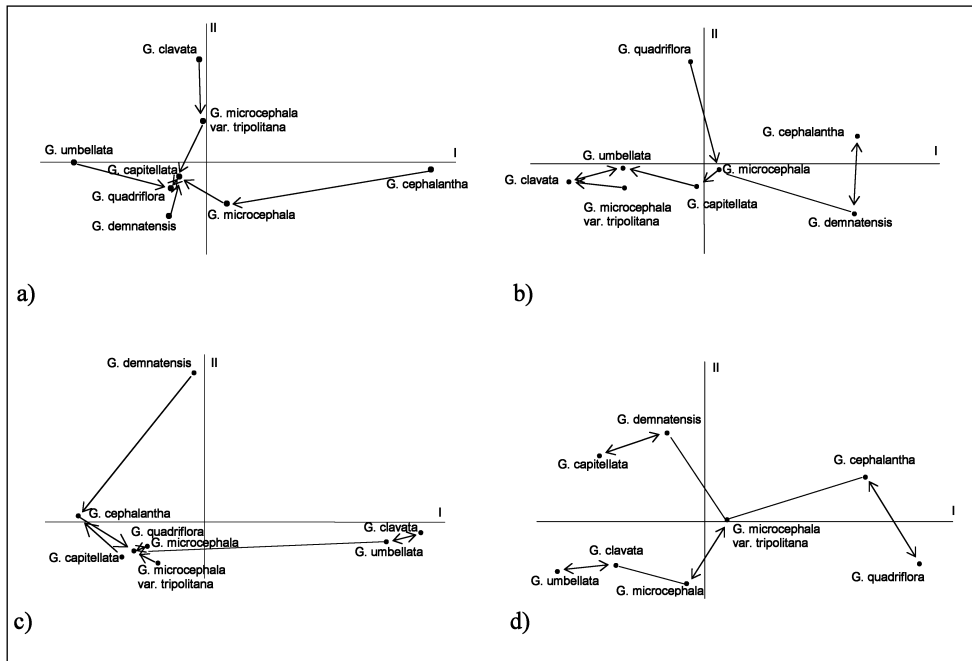 II
G. clavata
G. microcephala
var. tripolitana
I
G. umbellata
G. capitellata
G. cephalantha
G. quadriflora
G. microcephala
G. demnatensis
a)
II
G. quadriflora
G. cephalantha
I
G. umbellata
G. microcephala
G. clavata
G. capitellata
G. microcephala
var. tripolitana
G. demnatensis
b)
II
G. demnatensis
I
G. cephalantha
G. quadriflora
G. clavata
G. microcephala
G. capitellata
G. umbellata
G. microcephala
var. tripolitana
c)
II
G. demnatensis
G. cephalantha
G. capitellata
I
G. microcephala
var. tripolitana
G. clavata
G. umbellata
G. quadriflora
G. microcephala
d)